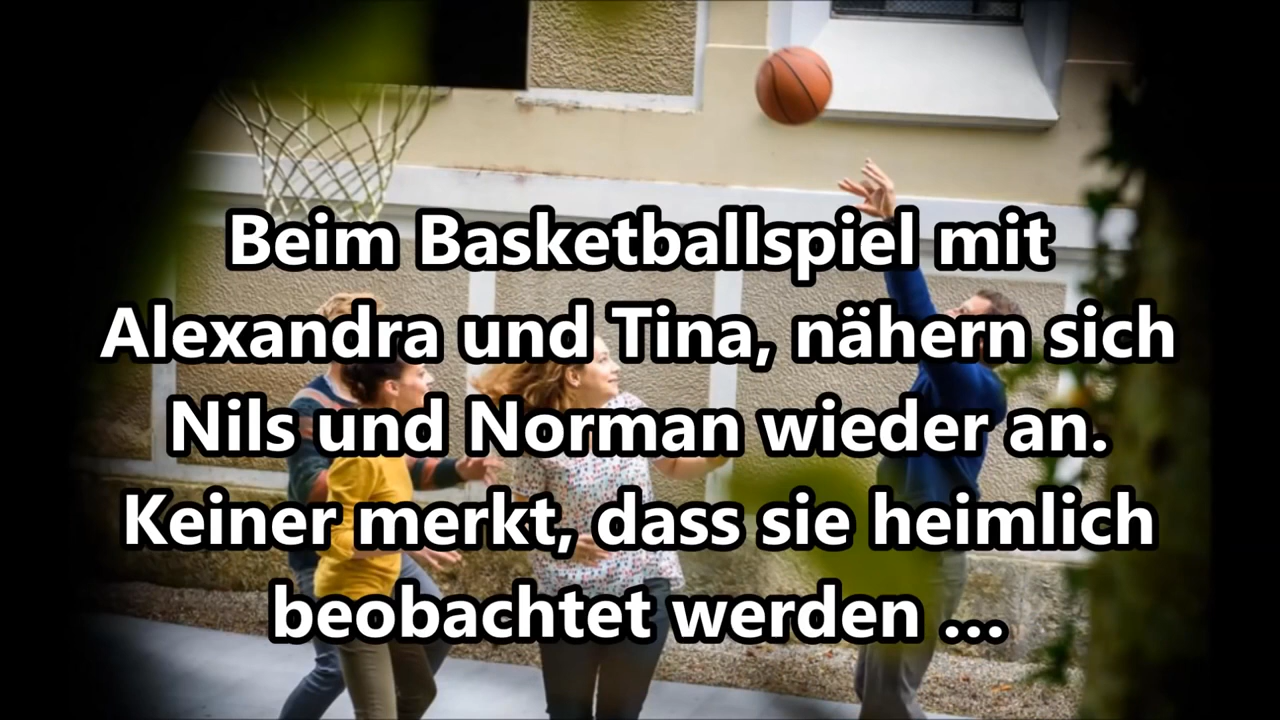 Beim Basketballspiel mit
Alexandra und Tina, nähern sich
Nils und Norman wieder an.
Keiner merkt, dass sie heimlich
beobachtet werden ...